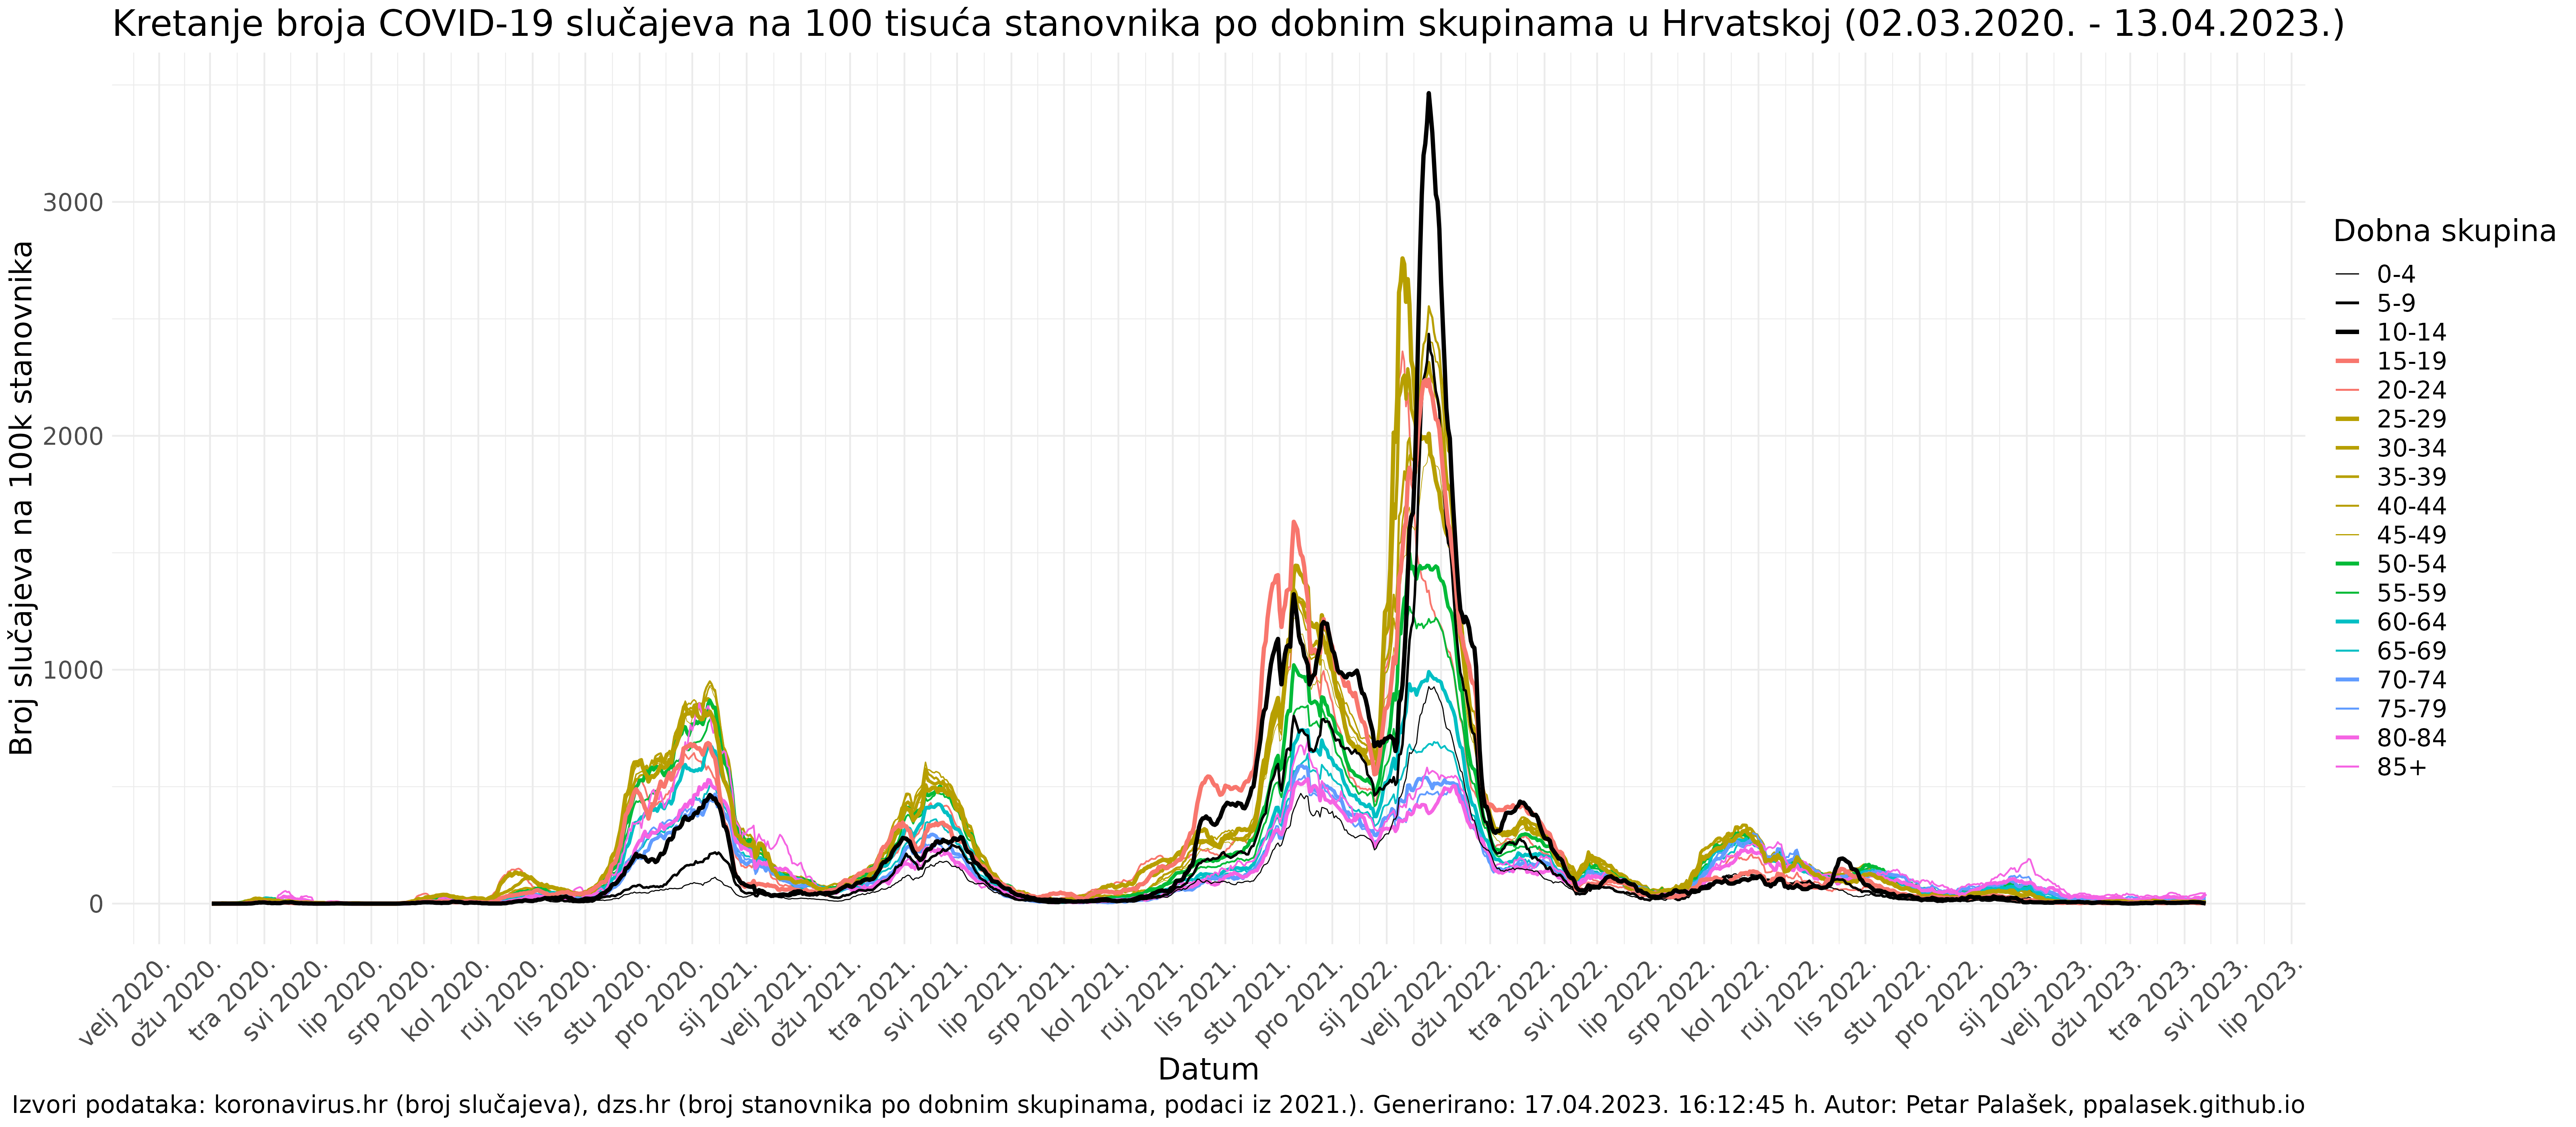 Kretanje broja COVID-19 slučajeva na 100 tisuća stanovnika po dobnim skupinama u Hrvatskoj (02.03.2020. - 13.04.2023.)
Broj slučajeva na 100k stanovnika
3000
2000
1000
0
velj 2020.
ožu 2020.
tra 2020.
svi 2020.
lip 2020.
srp 2020.
kol 2020.
ruj 2020.
lis 2020.
stu 2020.
pro 2020.
sij 2021.
velj 2021.
ožu 2021.
tra 2021.
svi 2021.
lip 2021.
srp 2021.
kol 2021.
ruj 2021.
lis 2021.
stu 2021.
pro 2021.
sij 2022.
velj 2022.
ožu 2022.
tra 2022.
svi 2022.
lip 2022.
srp 2022.
kol 2022.
ruj 2022.
lis 2022.
stu 2022.
pro 2022.
sij 2023.
velj 2023.
ožu 2023.
tra 2023.
svi 2023.
lip 2023.
Datum
Dobna skupina
0-4
5-9
10-14
15-19
20-24
25-29
30-34
35-39
40-44
45-49
50-54
55-59
60-64
65-69
70-74
75-79
80-84
85+
Izvori podataka: koronavirus.hr (broj slučajeva), dzs.hr (broj stanovnika po dobnim skupinama, podaci iz 2021.). Generirano: 17.04.2023. 16:12:45 h. Autor: Petar Palašek, ppalasek.github.io